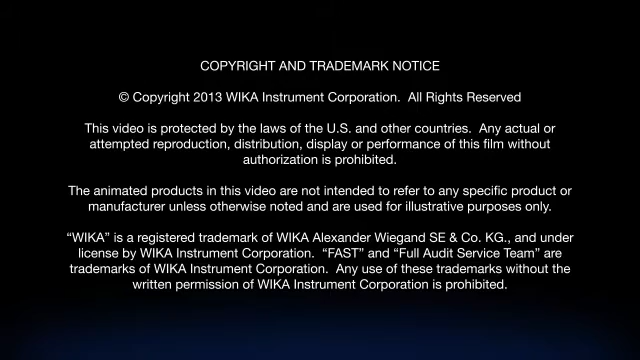 COPYRIGHT AND TRADEMARK NOTICE
© Copyright 2013 WIKA Instrument Corporation. All Rights Reserved
This video is protected by the laws of the U.S. and other countries. Any actual or
attempted reproduction, distribution, display or performance of this film without
authorization is prohibited.
The animated products in this video are not intended to refer to any specific product or
manufacturer unless otherwise noted and are used for illustrative purposes only.
“WIKA” is a registered trademark of WIKA Alexander Wiegand SE & Co. KG., and under
license by WIKA Instrument Corporation. “FAST” and “Full Audit Service Team” are
trademarks of WIKA Instrument Corporation. Any use of these trademarks without the
written permission of WIKA Instrument Corporation is prohibited.